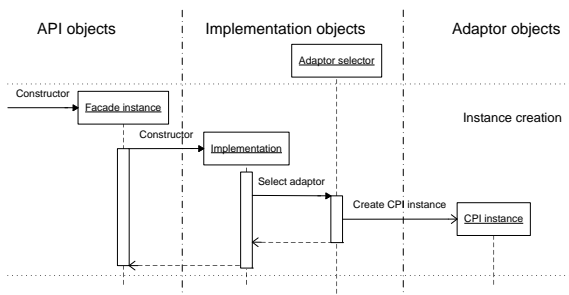 API objects
Implementation objects
Adaptor objects
Adaptor selector
Constructor
Facade instance
Instance creation
Constructor
Implementation
Select adaptor
Create CPI instance
CPI instance